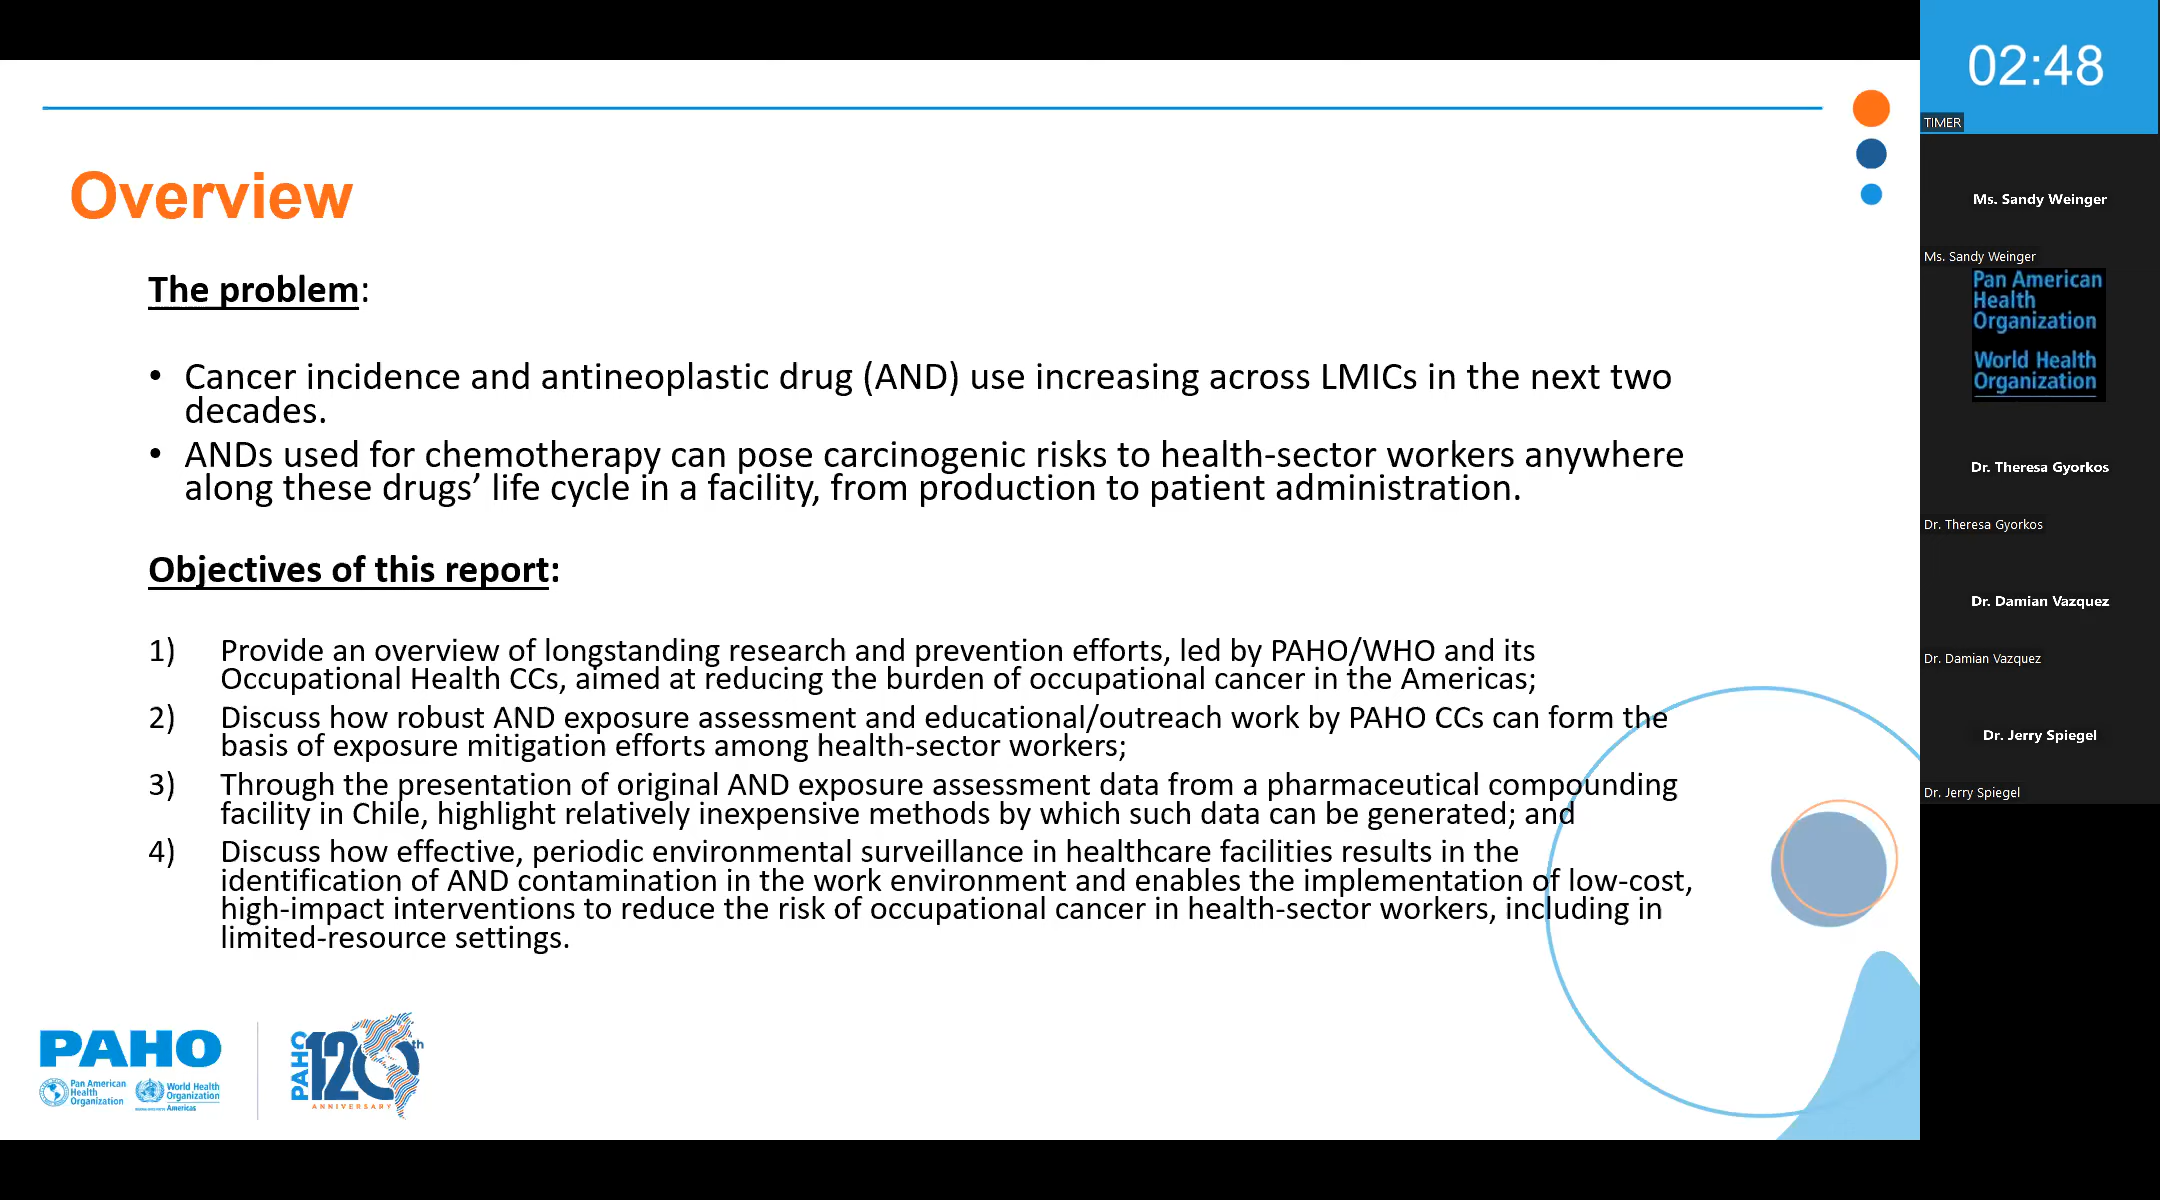 Overview
The problem:
• Cancer incidence and antineoplastic drug (AND) use increasing across LMICs in the next two
decades.
• ANDs used for chemotherapy can pose carcinogenic risks to health-sector workers anywhere
along these drugs’ life cycle in a facility, from production to patient administration.
Objectives of this report:
1) Provide an overview of longstanding research and prevention efforts, led by PAHO/WHO and its
Occupational Health CCs, aimed at reducing the burden of occupational cancer in the Americas;
2) Discuss how robust AND exposure assessment and educational/outreach work by PAHO CCs can form the
basis of exposure mitigation efforts among health-sector workers;
3) Through the presentation of original AND exposure assessment data from a pharmaceutical compounding
facility in Chile, highlight relatively inexpensive methods by which such data can be generated; and
4) Discuss how effective, periodic environmental surveillance in healthcare facilities results in the
identification of AND contamination in the work environment and enables the implementation of low-cost,
high-impact interventions to reduce the risk of occupational cancer in health-sector workers, including in
limited-resource settings.
PAHO
Pan American
Health
Organization
World Health
Organization
Americas
PAHO
120th
ANNIVERSARY
02:48
TIMER
Ms. Sandy Weinger
Ms. Sandy Weinger
Pan American
Health
Organization
World Health
Organization
Dr. Theresa Gyorkos
Dr. Theresa Gyorkos
Dr. Damian Vazquez
Dr. Damian Vazquez
Dr. Jerry Spiegel
Dr. Jerry Spiegel